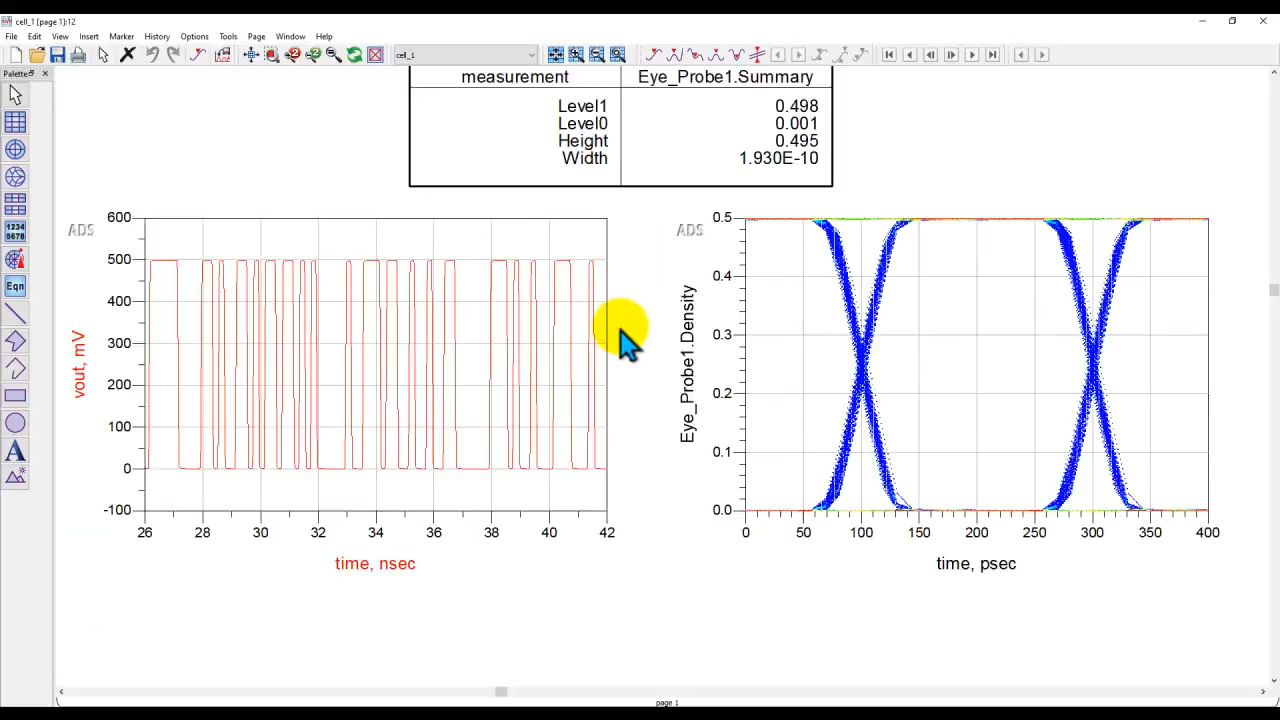 cell_1 [page 1]:12
File Edit View Insert Marker History Options Tools Page Window Help
cell_1
Palette
measurement Eye_Probe1.Summary
Level1 0.498
Level0 0.001
Height 0.495
Width 1.930E-10
1234
5678
Eqn
A
ADS
600
500
400
300
200
100
0
-100
vout, mV
26 28 30 32 34 36 38 40 42
time, nsec
ADS
0.5
0.4
0.3
0.2
0.1
0.0
Eye_Probe1.Density
0 50 100 150 200 250 300 350 400
time, psec
page 1